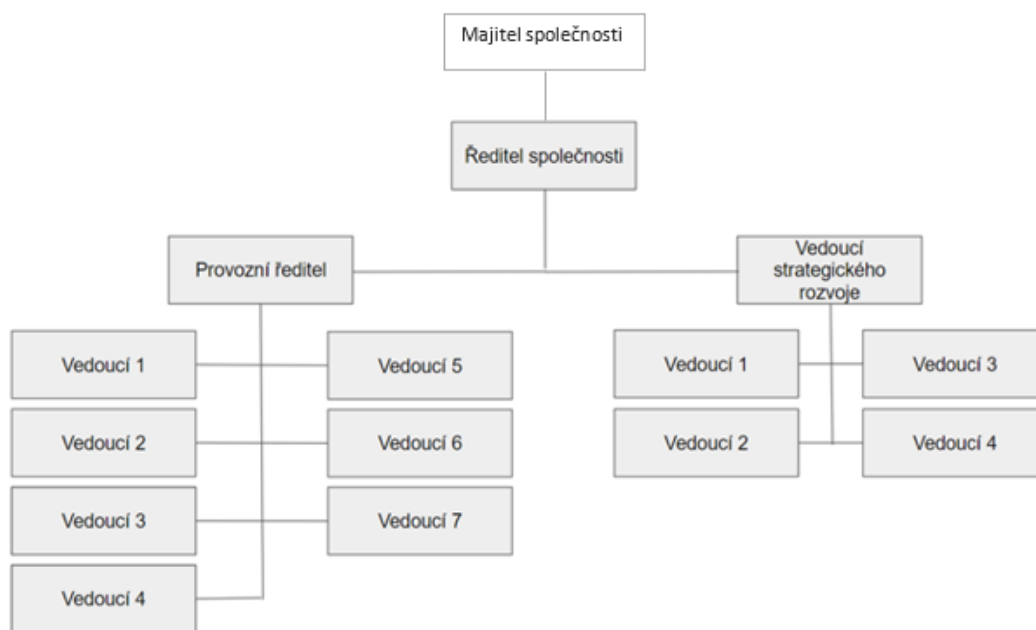 Majitel společnosti
Ředitel společnosti
Provozní ředitel
Vedoucí
strategického
rozvoje
Vedoucí 1
Vedoucí 5
Vedoucí 2
Vedoucí 6
Vedoucí 3
Vedoucí 7
Vedoucí 4
Vedoucí 1
Vedoucí 3
Vedoucí 2
Vedoucí 4